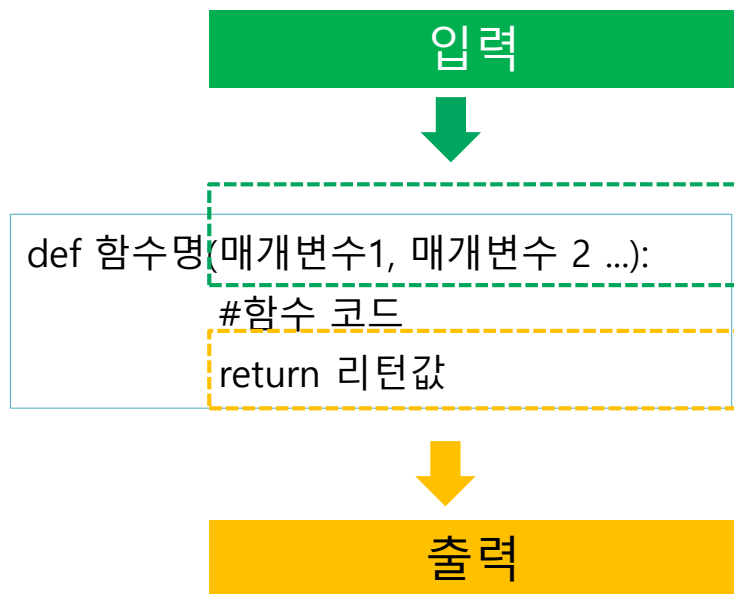 입력
def 함수명(매개변수1, 매개변수 2 ...):
#함수 코드
return 리턴값
출력